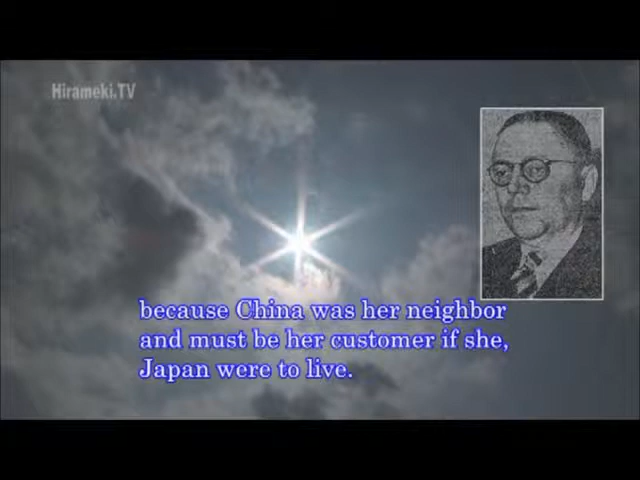 Hirameki.TV
because China was her neighbor
and must be her customer if she,
Japan were to live.